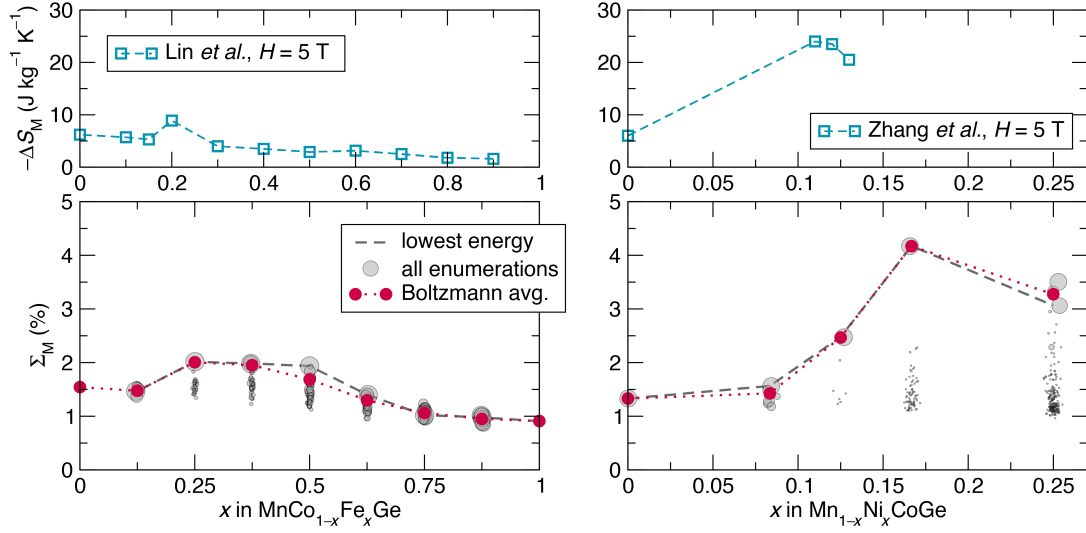 −ΔS_M (J kg⁻¹ K⁻¹)
30
20
10
0
Lin et al., H = 5 T
0 0.2 0.4 0.6 0.8 1
30
20
10
0
Zhang et al., H = 5 T
0 0.05 0.1 0.15 0.2 0.25
Σ_M (%)
5
4
3
2
1
0
lowest energy
all enumerations
Boltzmann avg.
0 0.25 0.5 0.75 1
x in MnCo₁₋ₓFeₓGe
5
4
3
2
1
0
0 0.05 0.1 0.15 0.2 0.25
x in Mn₁₋ₓNiₓCoGe